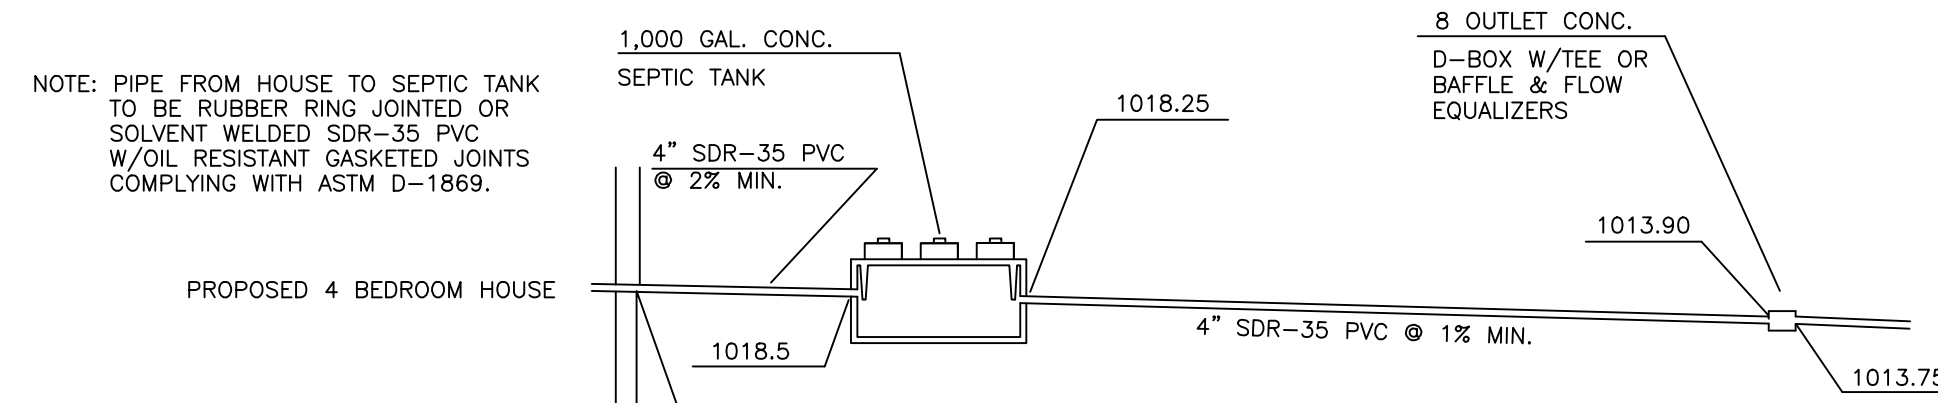 NOTE: PIPE FROM HOUSE TO SEPTIC TANK
TO BE RUBBER RING JOINTED OR
SOLVENT WELDED SDR-35 PVC
W/OIL RESISTANT GASKETED JOINTS
COMPLYING WITH ASTM D-1869.
1,000 GAL. CONC.
SEPTIC TANK
4" SDR-35 PVC
@ 2% MIN.
1018.25
8 OUTLET CONC.
D-BOX W/TEE OR
BAFFLE & FLOW
EQUALIZERS
1013.90
PROPOSED 4 BEDROOM HOUSE
4" SDR-35 PVC @ 1% MIN.
1018.5
1013.75